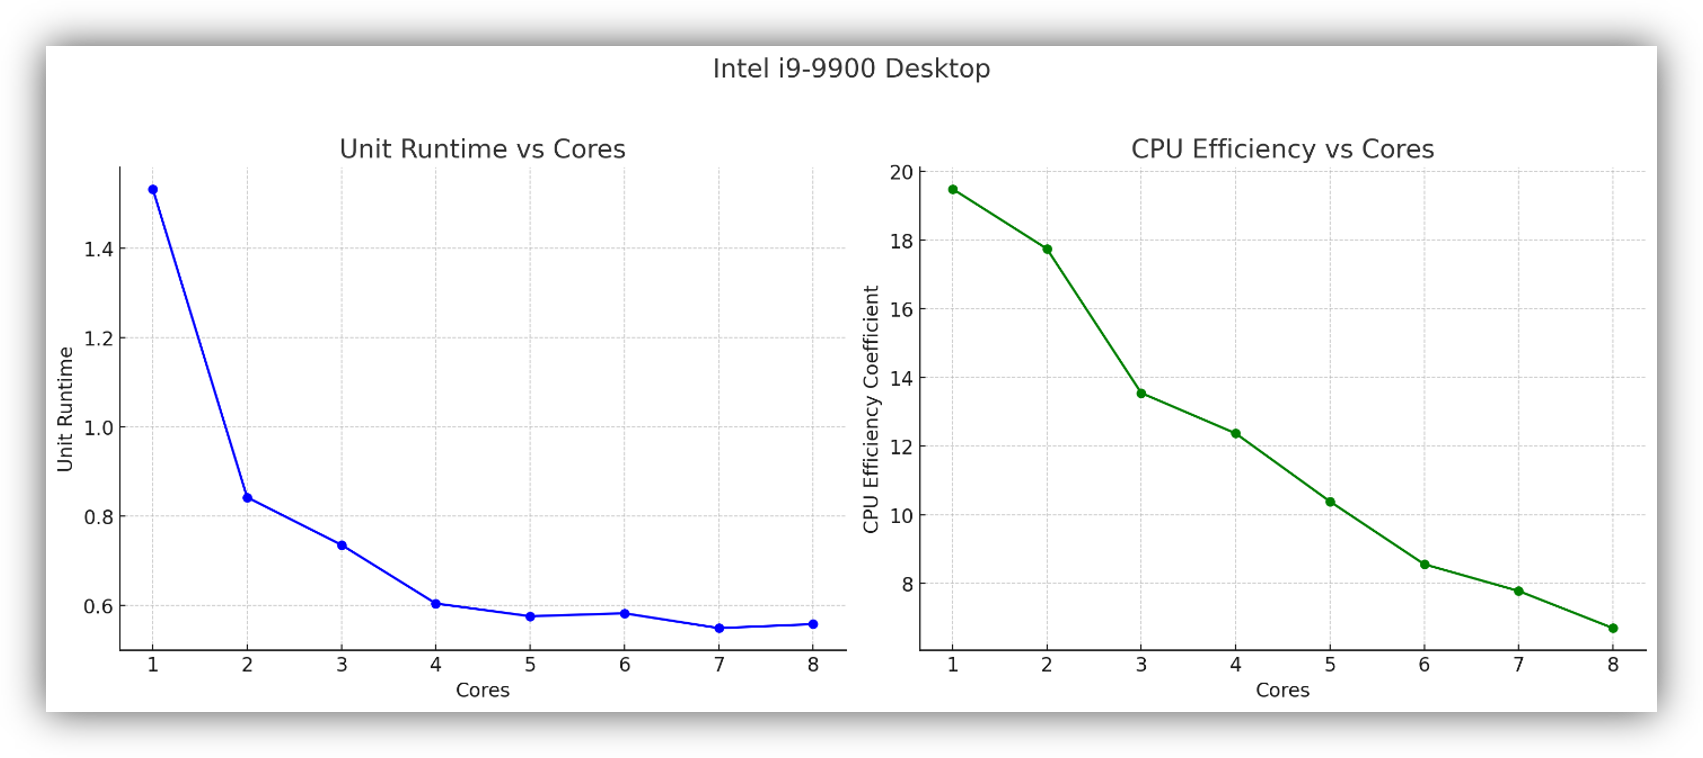 Intel i9-9900 Desktop
Unit Runtime vs Cores
1.4
1.2
1.0
0.8
0.6
Unit Runtime
1 2 3 4 5 6 7 8
Cores
CPU Efficiency vs Cores
20
18
16
14
12
10
8
CPU Efficiency Coefficient
1 2 3 4 5 6 7 8
Cores